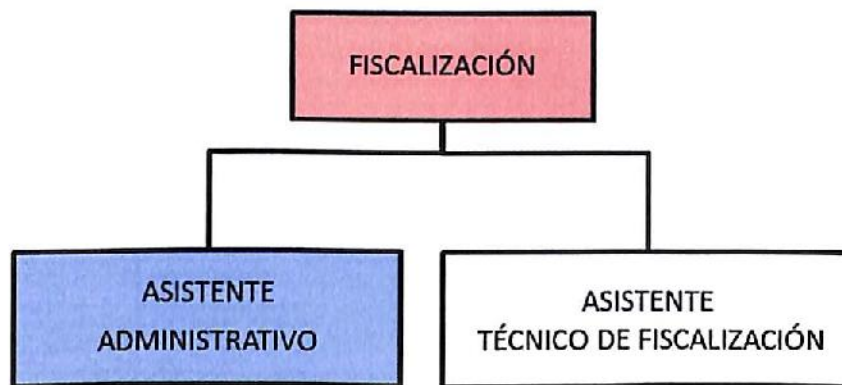 FISCALIZACIÓN
ASISTENTE
ADMINISTRATIVO
ASISTENTE
TÉCNICO DE FISCALIZACIÓN